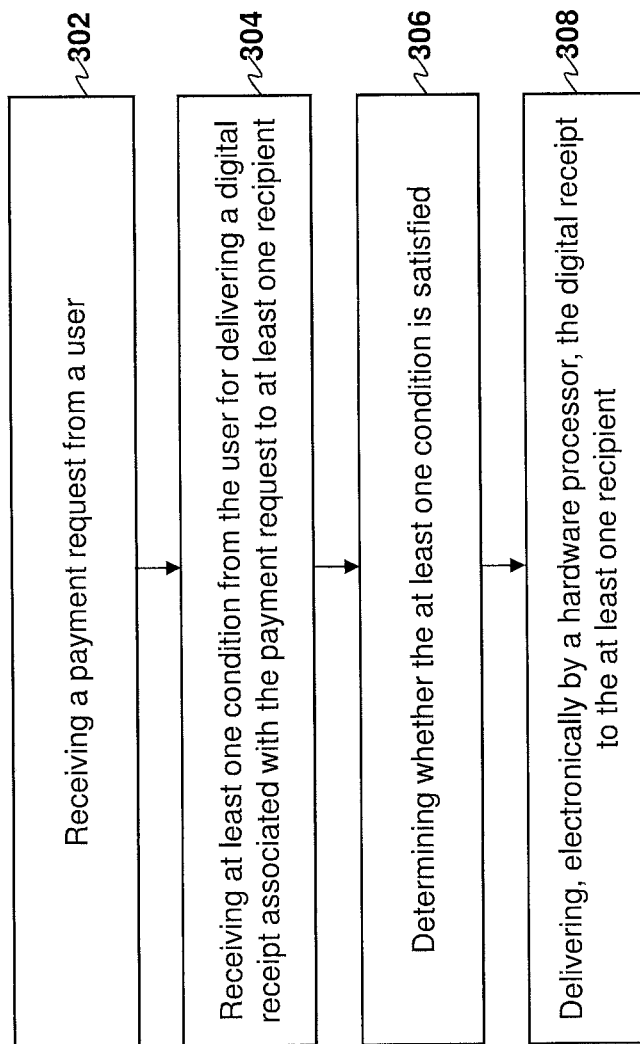 Receiving a payment request from a user
302
Receiving at least one condition from the user for delivering a digital
receipt associated with the payment request to at least one recipient
304
Determining whether the at least one condition is satisfied
306
Delivering, electronically by a hardware processor, the digital receipt
to the at least one recipient
308